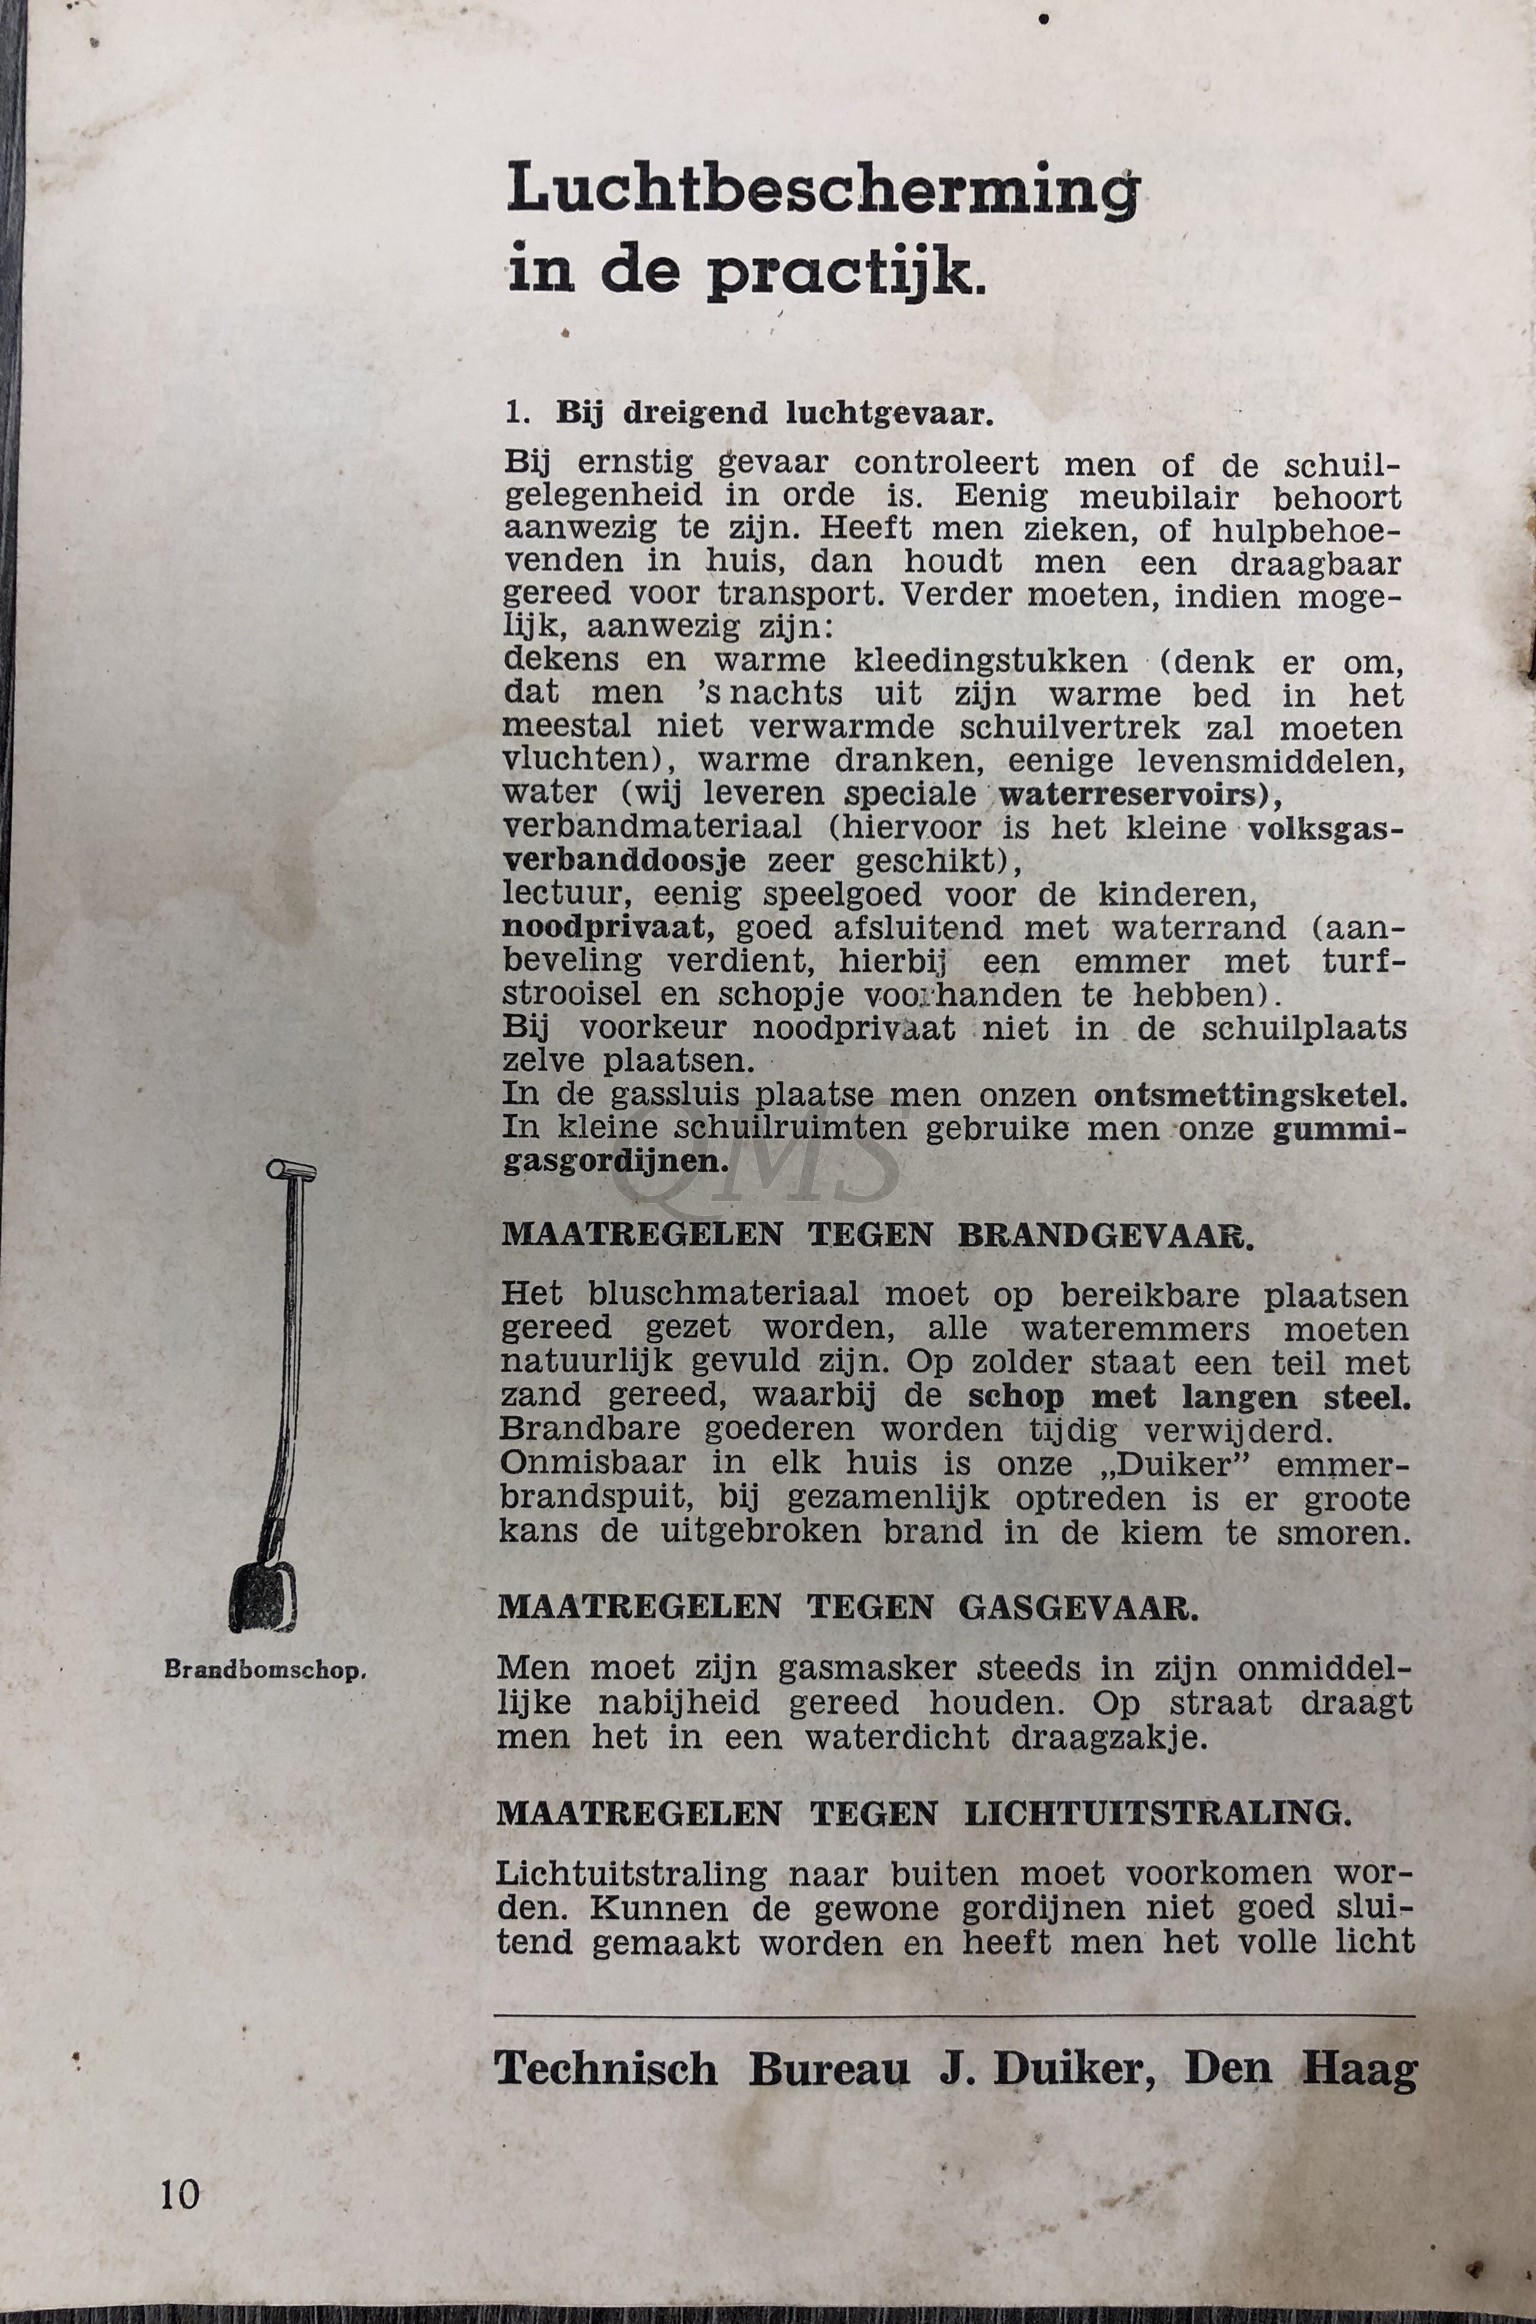 Luchtbescherming
in de practijk.
1. Bij dreigend luchtgevaar.
Bij ernstig gevaar controleert men of de schuil-
gelegenheid in orde is. Eenig meubilair behoort
aanwezig te zijn. Heeft men zieken, of hulpbehoe-
venden in huis, dan houdt men een draagbaar
gereed voor transport. Verder moeten, indien moge-
lijk, aanwezig zijn:
dekens en warme kleedingstukken (denk er om,
dat men 's nachts uit zijn warme bed in het
meestal niet verwarmde schuilvertrek zal moeten
vluchten), warme dranken, eenige levensmiddelen,
water (wij leveren speciale waterreservoirs),
verbandmateriaal (hiervoor is het kleine volksgas-
verbanddoosje zeer geschikt),
lectuur, eenig speelgoed voor de kinderen,
noodprivaat, goed afsluitend met waterrand (aan-
beveling verdient, hierbij een emmer met turf-
strooisel en schopje voorhanden te hebben).
Bij voorkeur noodprivaat niet in de schuilplaats
zelve plaatsen.
In de gassluis plaatse men onzen ontsmettingsketel.
In kleine schuilruimten gebruike men onze gummi-
gasgordijnen.
QMS
MAATREGELEN TEGEN BRANDGEVAAR.
Het bluschmateriaal moet op bereikbare plaatsen
gereed gezet worden, alle wateremmers moeten
natuurlijk gevuld zijn. Op zolder staat een teil met
zand gereed, waarbij de schop met langen steel.
Brandbare goederen worden tijdig verwijderd.
Onmisbaar in elk huis is onze „Duiker” emmer-
brandspuit, bij gezamenlijk optreden is er groote
kans de uitgebroken brand in de kiem te smoren.
MAATREGELEN TEGEN GASGEVAAR.
Brandbomschop.
Men moet zijn gasmasker steeds in zijn onmiddel-
lijke nabijheid gereed houden. Op straat draagt
men het in een waterdicht draagzakje.
MAATREGELEN TEGEN LICHTUITSTRALING.
Lichtuitstraling naar buiten moet voorkomen wor-
den. Kunnen de gewone gordijnen niet goed slui-
tend gemaakt worden en heeft men het volle licht
Technisch Bureau J. Duiker, Den Haag
10